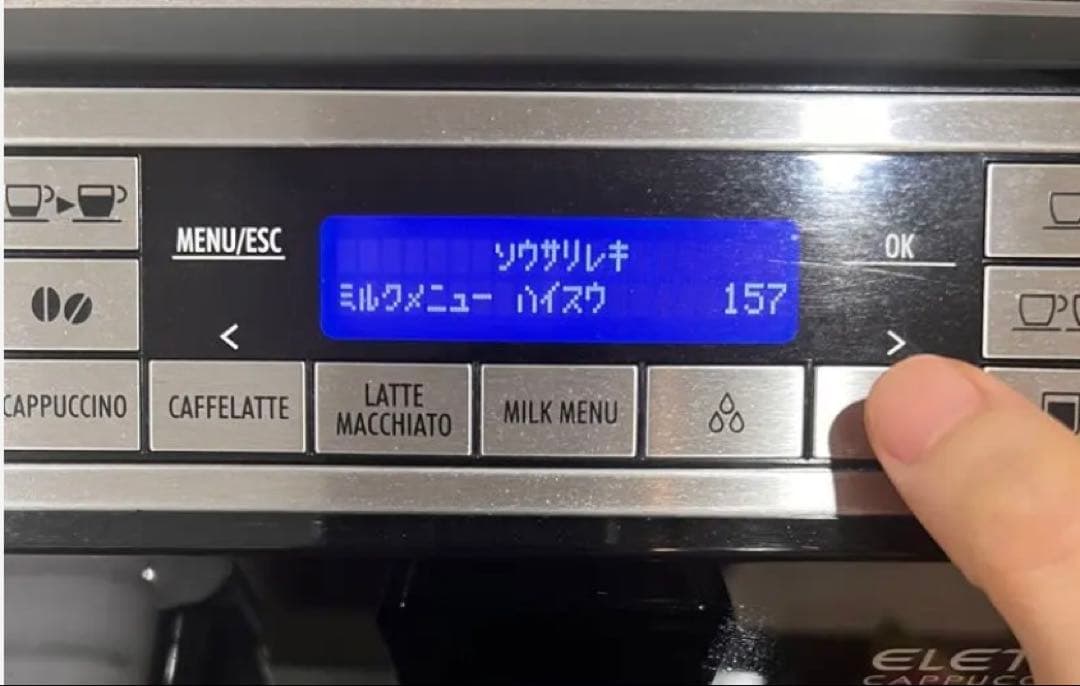 MENU/ESC
ソウサリレキ
ミルクメニュー ハイスウ 157
OK
<
>
CAPPUCCINO
CAFFELATTE
LATTE
MACCHIATO
MILK MENU